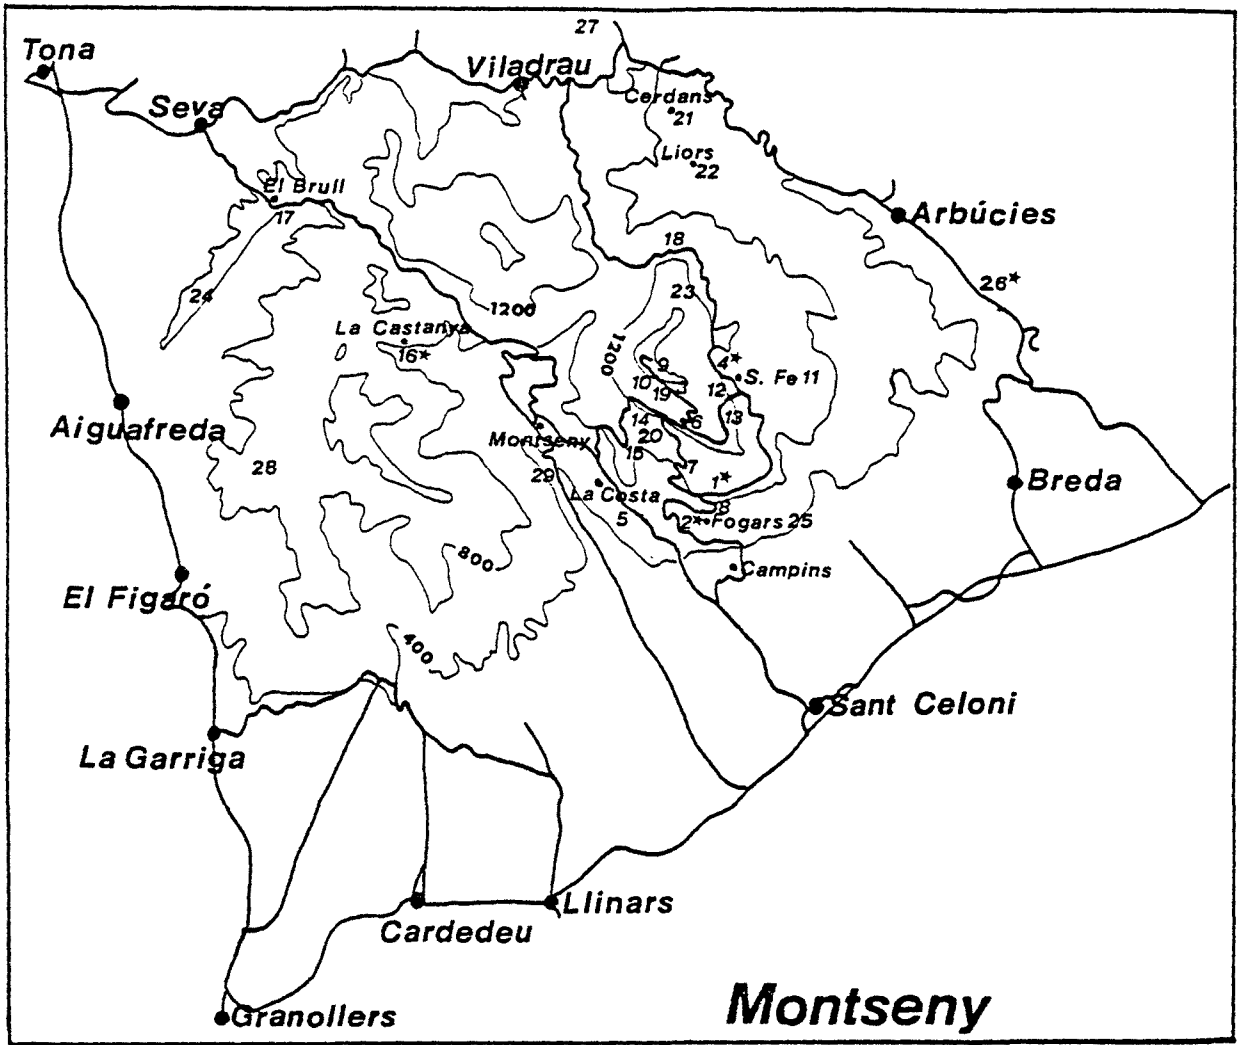 27
Tona
Viladrau
Cerdans
21
Seva
Liors
22
El Brull
17
Arbúcies
18
26*
24
23
1200
La Castanya
16*
1200
9
4*
S. Fe 11
10
19
12
Aiguafreda
14
6
13
Montseny
20
15
28
29
7
1*
Breda
La Costa
8
5
2*
Fogars 25
800
Campins
El Figaró
400
Sant Celoni
La Garriga
Llinars
Cardedeu
Montseny
Granollers